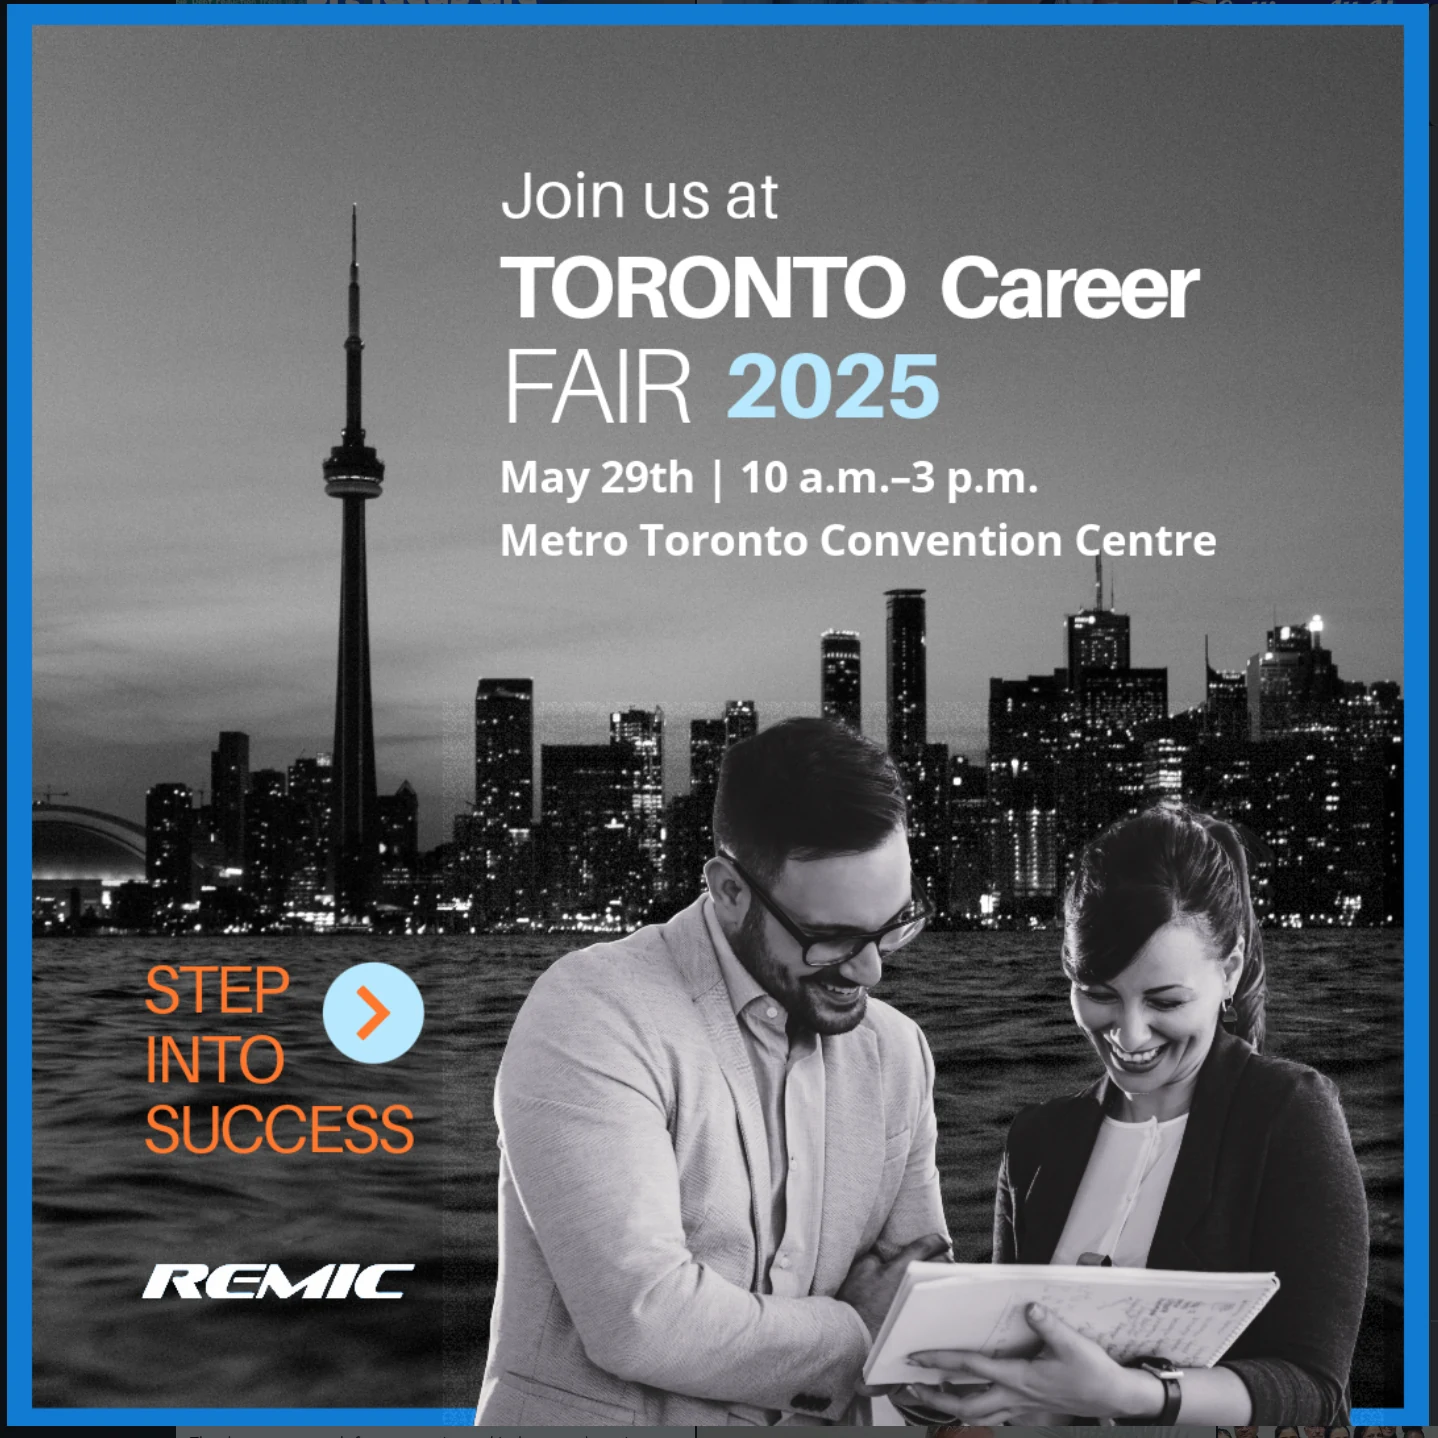 Join us at
TORONTO Career
FAIR 2025
May 29th | 10 a.m.–3 p.m.
Metro Toronto Convention Centre
STEP
INTO
SUCCESS
REMIC